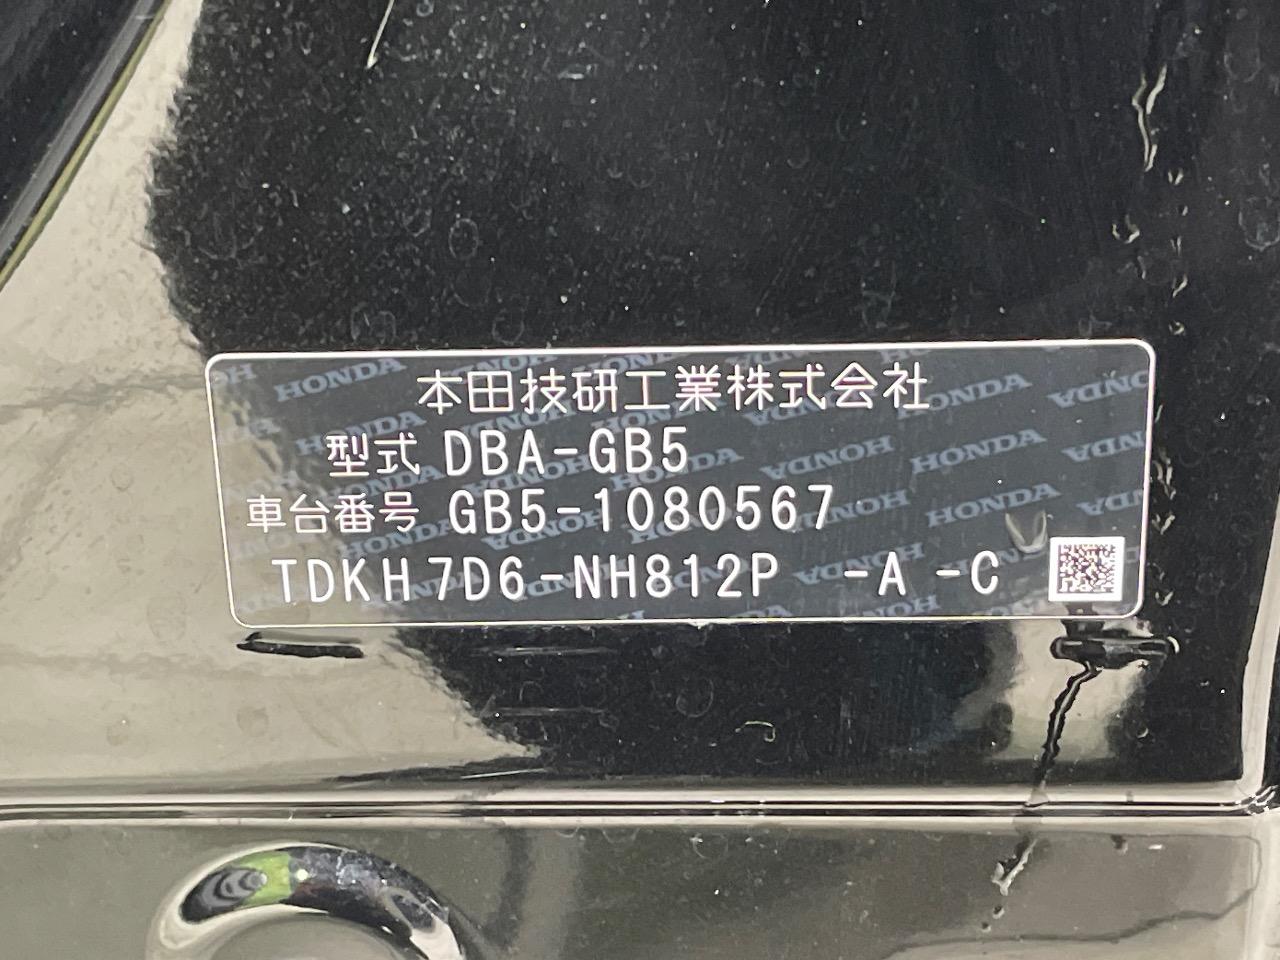 本田技研工業株式会社
型式 DBA-GB5
車台番号 GB5-1080567
TDKH7D6-NH812P -A -C